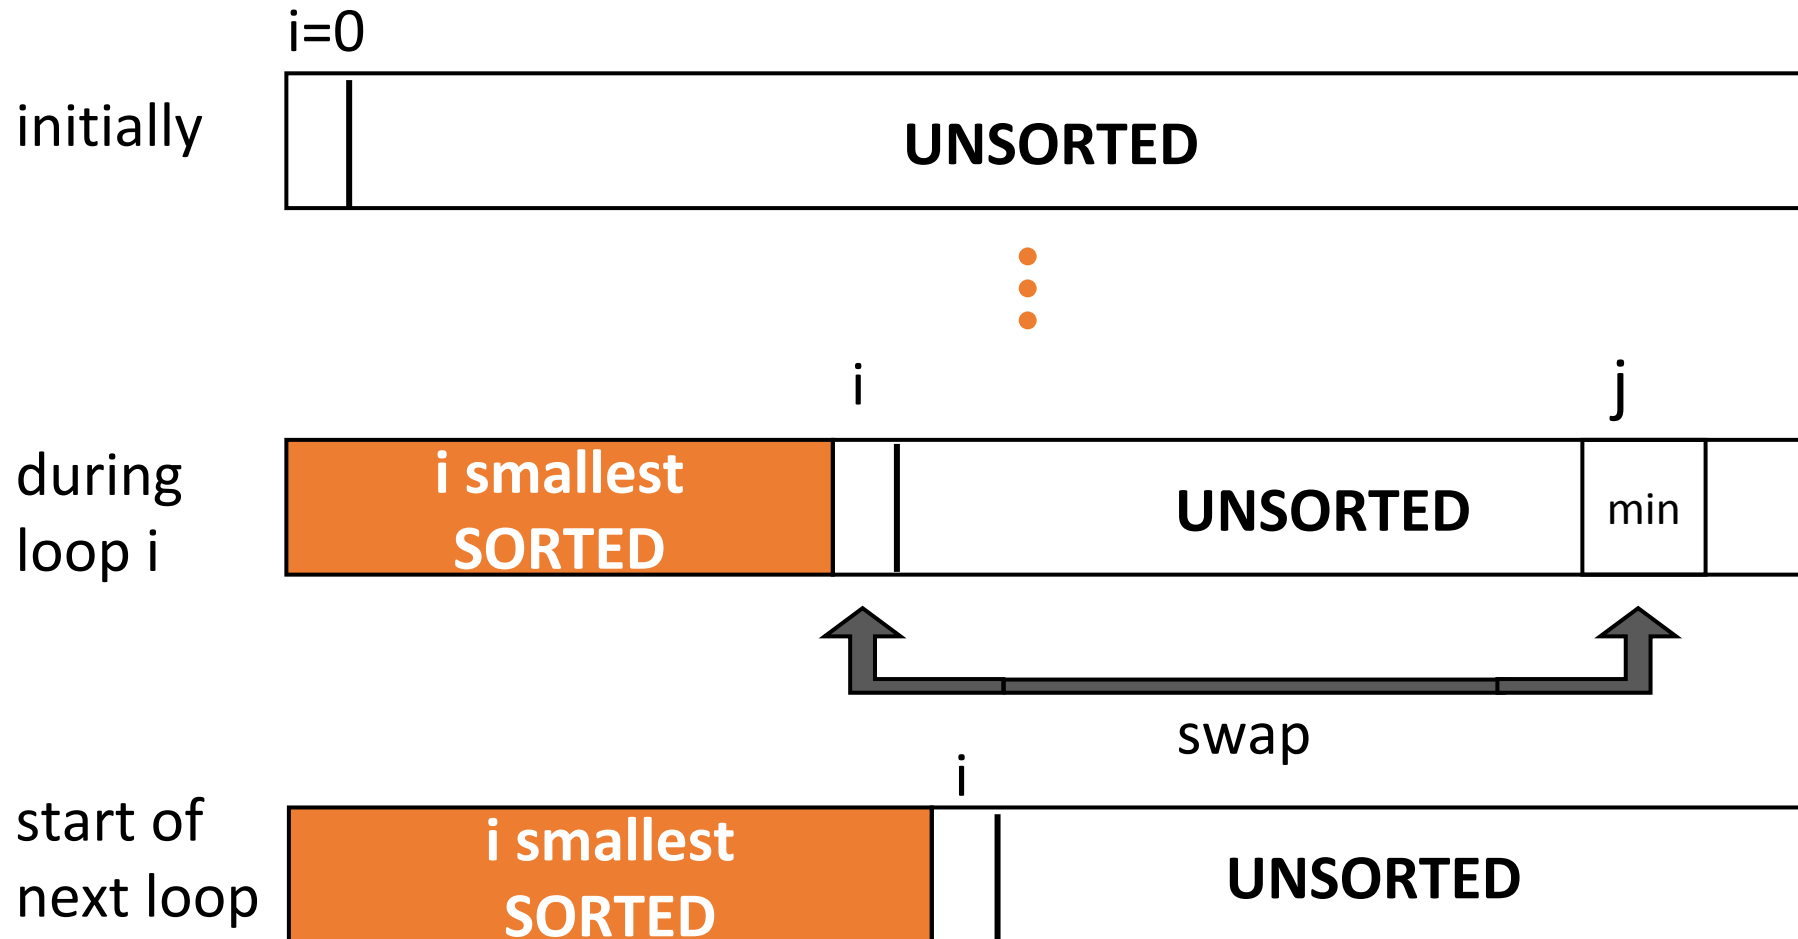 i=0
initially
UNSORTED
i
j
during
loop i
i smallest
SORTED
UNSORTED
min
swap
i
start of
next loop
i smallest
SORTED
UNSORTED